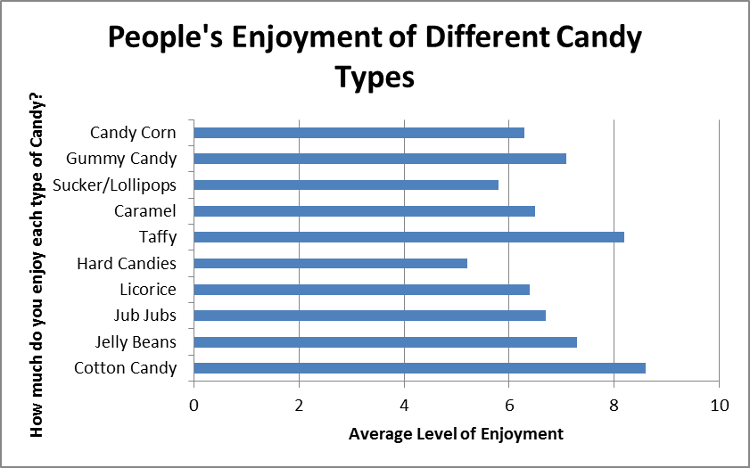 People's Enjoyment of Different Candy
Types
How much do you enjoy each type of Candy?
Candy Corn
Gummy Candy
Sucker/Lollipops
Caramel
Taffy
Hard Candies
Licorice
Jub Jubs
Jelly Beans
Cotton Candy
0 2 4 6 8 10
Average Level of Enjoyment